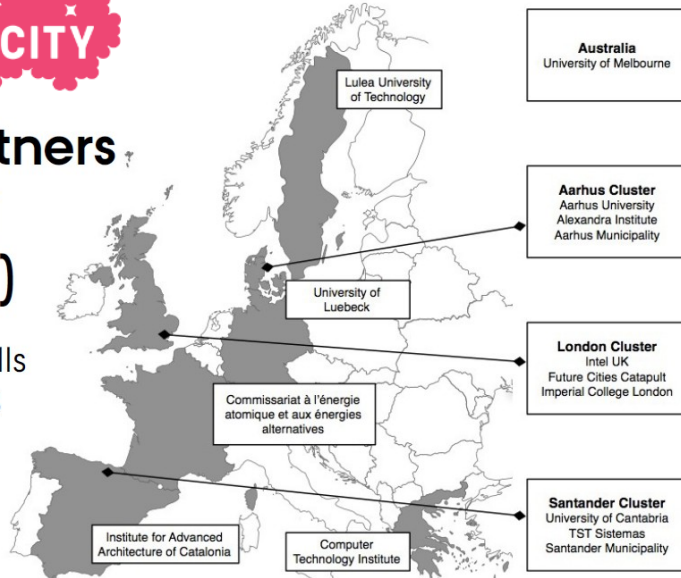 CITY
tners
)
lls
Lulea University
of Technology
University of
Luebeck
Commissariat à l'énergie
atomique et aux énergies
alternatives
Institute for Advanced
Architecture of Catalonia
Computer
Technology Institute
Australia
University of Melbourne
Aarhus Cluster
Aarhus University
Alexandra Institute
Aarhus Municipality
London Cluster
Intel UK
Future Cities Catapult
Imperial College London
Santander Cluster
University of Cantabria
TST Sistemas
Santander Municipality